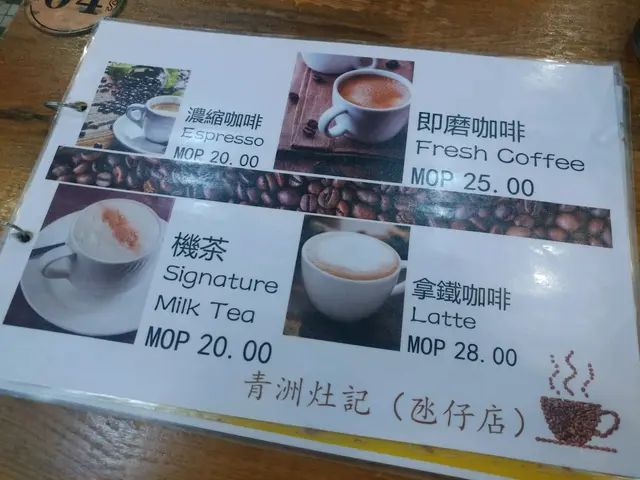 濃縮咖啡
Espresso
MOP 20.00
即磨咖啡
Fresh Coffee
MOP 25.00
機茶
Signature
Milk Tea
MOP 20.00
拿鐵咖啡
Latte
MOP 28.00
青洲灶記（氹仔店）